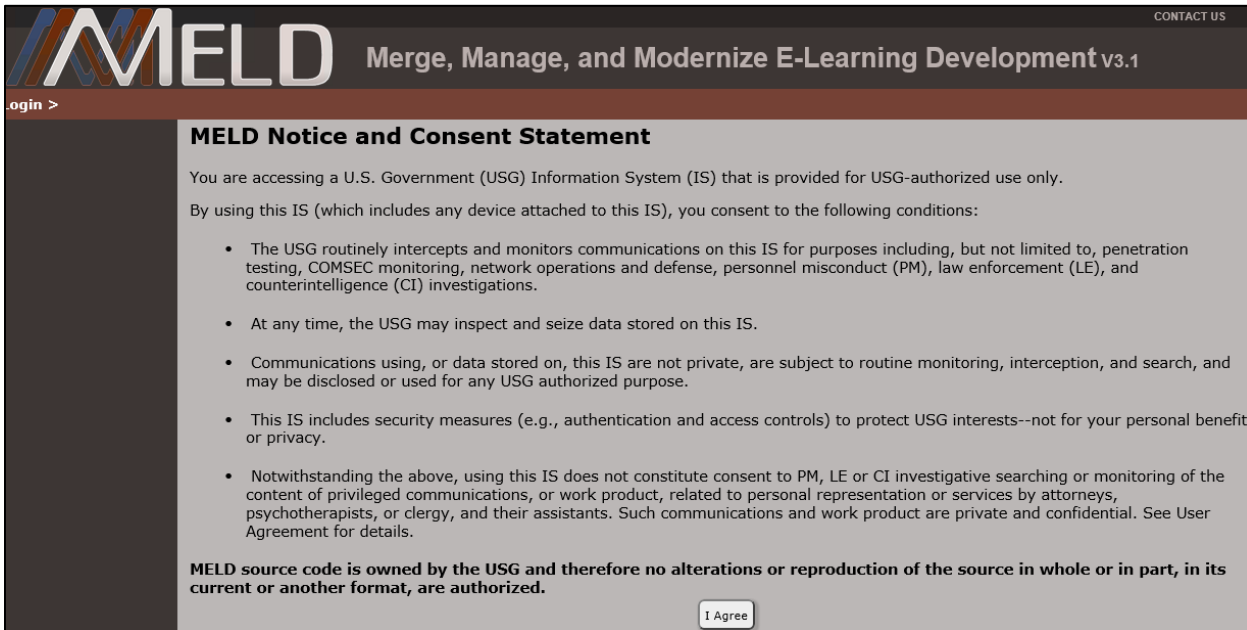 CONTACT US
MELD
Merge, Manage, and Modernize E-Learning Development V3.1
Login >
MELD Notice and Consent Statement
You are accessing a U.S. Government (USG) Information System (IS) that is provided for USG-authorized use only.
By using this IS (which includes any device attached to this IS), you consent to the following conditions:
• The USG routinely intercepts and monitors communications on this IS for purposes including, but not limited to, penetration
testing, COMSEC monitoring, network operations and defense, personnel misconduct (PM), law enforcement (LE), and
counterintelligence (CI) investigations.
• At any time, the USG may inspect and seize data stored on this IS.
• Communications using, or data stored on, this IS are not private, are subject to routine monitoring, interception, and search, and
may be disclosed or used for any USG authorized purpose.
• This IS includes security measures (e.g., authentication and access controls) to protect USG interests--not for your personal benefit
or privacy.
• Notwithstanding the above, using this IS does not constitute consent to PM, LE or CI investigative searching or monitoring of the
content of privileged communications, or work product, related to personal representation or services by attorneys,
psychotherapists, or clergy, and their assistants. Such communications and work product are private and confidential. See User
Agreement for details.
MELD source code is owned by the USG and therefore no alterations or reproduction of the source in whole or in part, in its
current or another format, are authorized.
I Agree